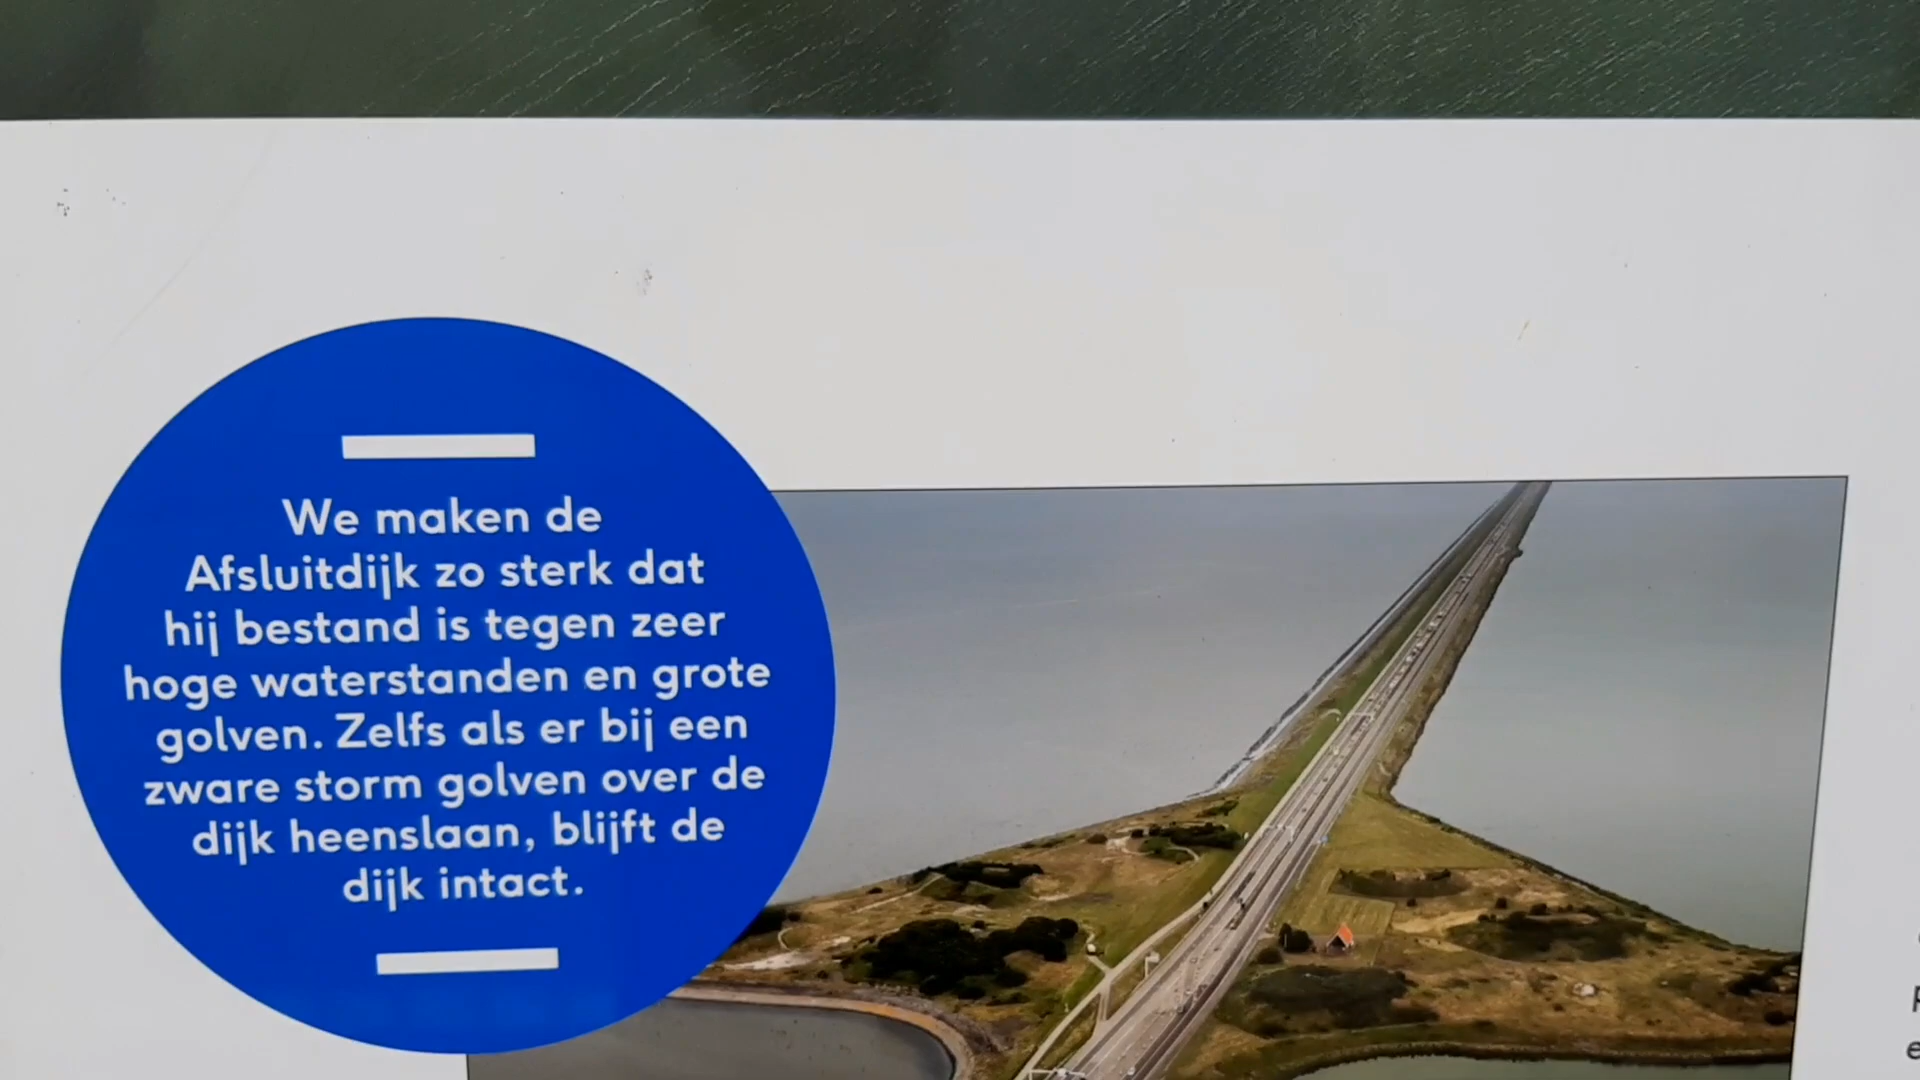 We maken de
Afsluitdijk zo sterk dat
hij bestand is tegen zeer
hoge waterstanden en grote
golven. Zelfs als er bij een
zware storm golven over de
dijk heenslaan, blijft de
dijk intact.